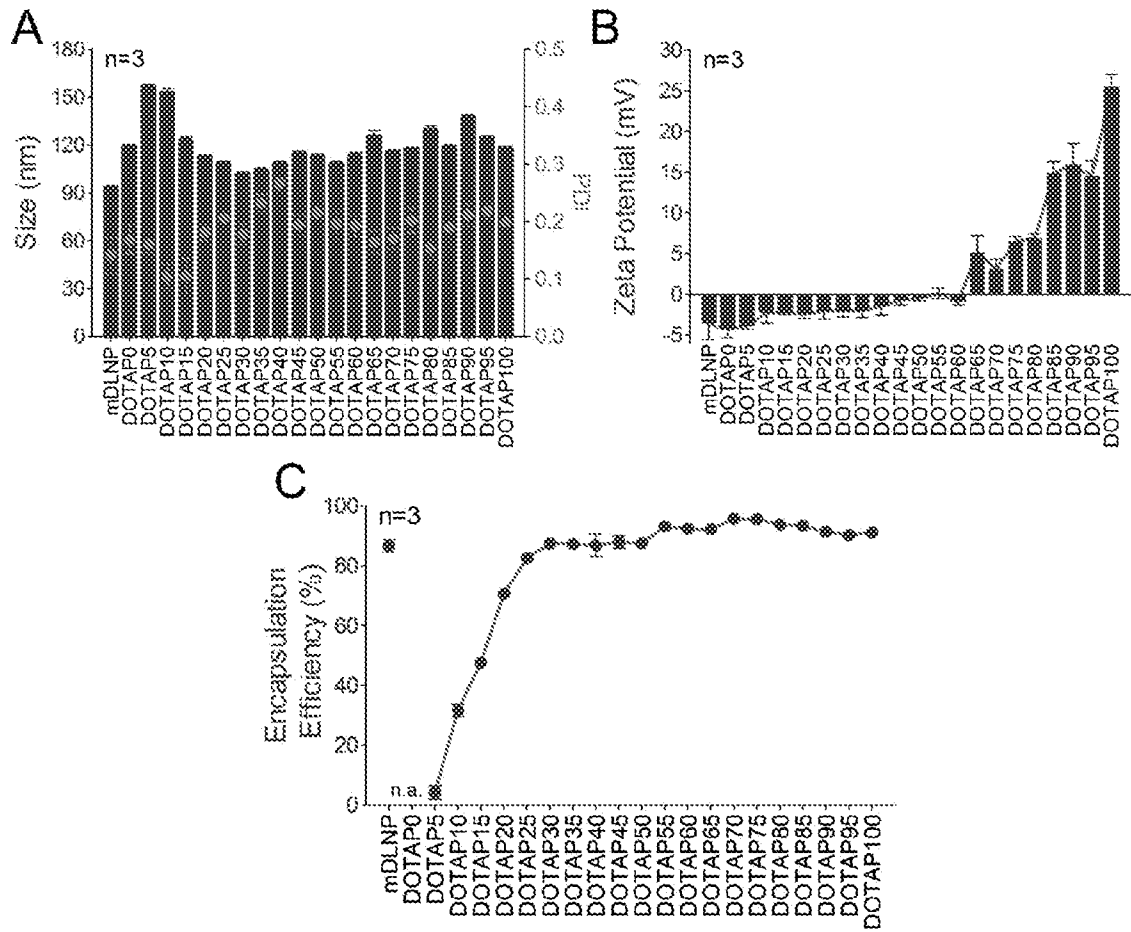 A
n=3
Size (nm)
180
150
120
90
60
30
0
PDI
0.5
0.4
0.3
0.2
0.1
0.0
mDLNP
DOTAP0
DOTAP5
DOTAP10
DOTAP15
DOTAP20
DOTAP25
DOTAP30
DOTAP35
DOTAP40
DOTAP45
DOTAP50
DOTAP55
DOTAP60
DOTAP65
DOTAP70
DOTAP75
DOTAP80
DOTAP85
DOTAP90
DOTAP95
DOTAP100
B
n=3
Zeta Potential (mV)
30
25
20
15
10
5
0
-5
mDLNP
DOTAP0
DOTAP5
DOTAP10
DOTAP15
DOTAP20
DOTAP25
DOTAP30
DOTAP35
DOTAP40
DOTAP45
DOTAP50
DOTAP55
DOTAP60
DOTAP65
DOTAP70
DOTAP75
DOTAP80
DOTAP85
DOTAP90
DOTAP95
DOTAP100
C
n=3
Encapsulation
Efficiency (%)
100
80
60
40
20
0
n.a.
mDLNP
DOTAP0
DOTAP5
DOTAP10
DOTAP15
DOTAP20
DOTAP25
DOTAP30
DOTAP35
DOTAP40
DOTAP45
DOTAP50
DOTAP55
DOTAP60
DOTAP65
DOTAP70
DOTAP75
DOTAP80
DOTAP85
DOTAP90
DOTAP95
DOTAP100